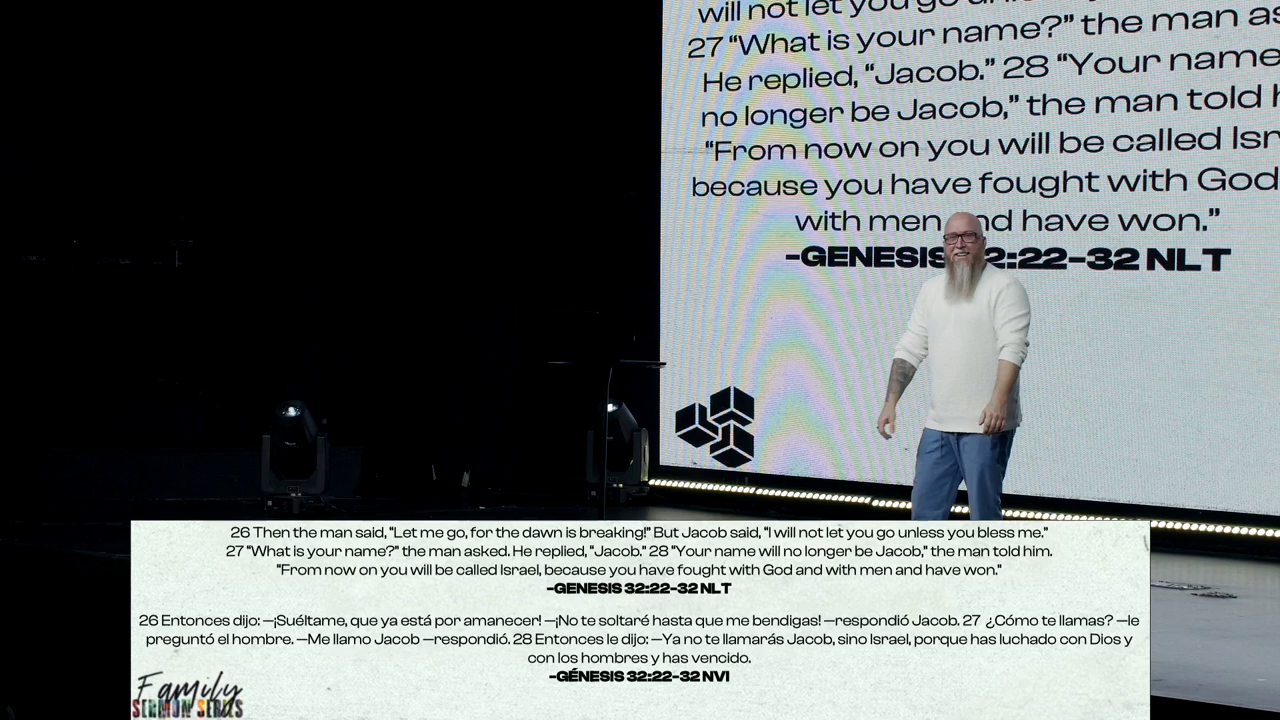 will not let you go
27 “What is your name?” the man as
He replied, “Jacob.” 28 “Your name
no longer be Jacob,” the man told h
“From now on you will be called Isr
because you have fought with God
with men and have won.”
-GENESIS 32:22-32 NLT
26 Then the man said, “Let me go, for the dawn is breaking!” But Jacob said, “I will not let you go unless you bless me.”
27 “What is your name?” the man asked. He replied, “Jacob.” 28 “Your name will no longer be Jacob,” the man told him.
“From now on you will be called Israel, because you have fought with God and with men and have won.”
-GENESIS 32:22-32 NLT
26 Entonces dijo: —¡Suéltame, que ya está por amanecer! —¡No te soltaré hasta que me bendigas! —respondió Jacob. 27 ¿Cómo te llamas? —le
preguntó el hombre. —Me llamo Jacob —respondió. 28 Entonces le dijo: —Ya no te llamarás Jacob, sino Israel, porque has luchado con Dios y
con los hombres y has vencido.
-GÉNESIS 32:22-32 NVI
Family
SERMON SERIES